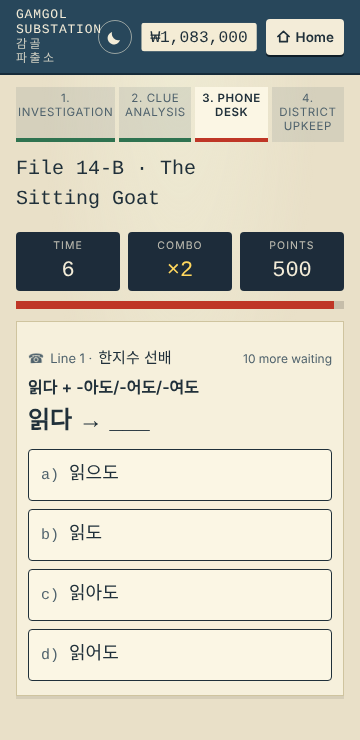 GAMGOL
SUBSTATION
감골
파출소
₩1,083,000
Home
1.
INVESTIGATION
2. CLUE
ANALYSIS
3. PHONE
DESK
4.
DISTRICT
UPKEEP
File 14-B · The
Sitting Goat
TIME
6
COMBO
×2
POINTS
500
☎ Line 1 · 한지수 선배
10 more waiting
읽다 + -아도/-어도/-여도
읽다 → ____
a) 읽으도
b) 읽도
c) 읽아도
d) 읽어도